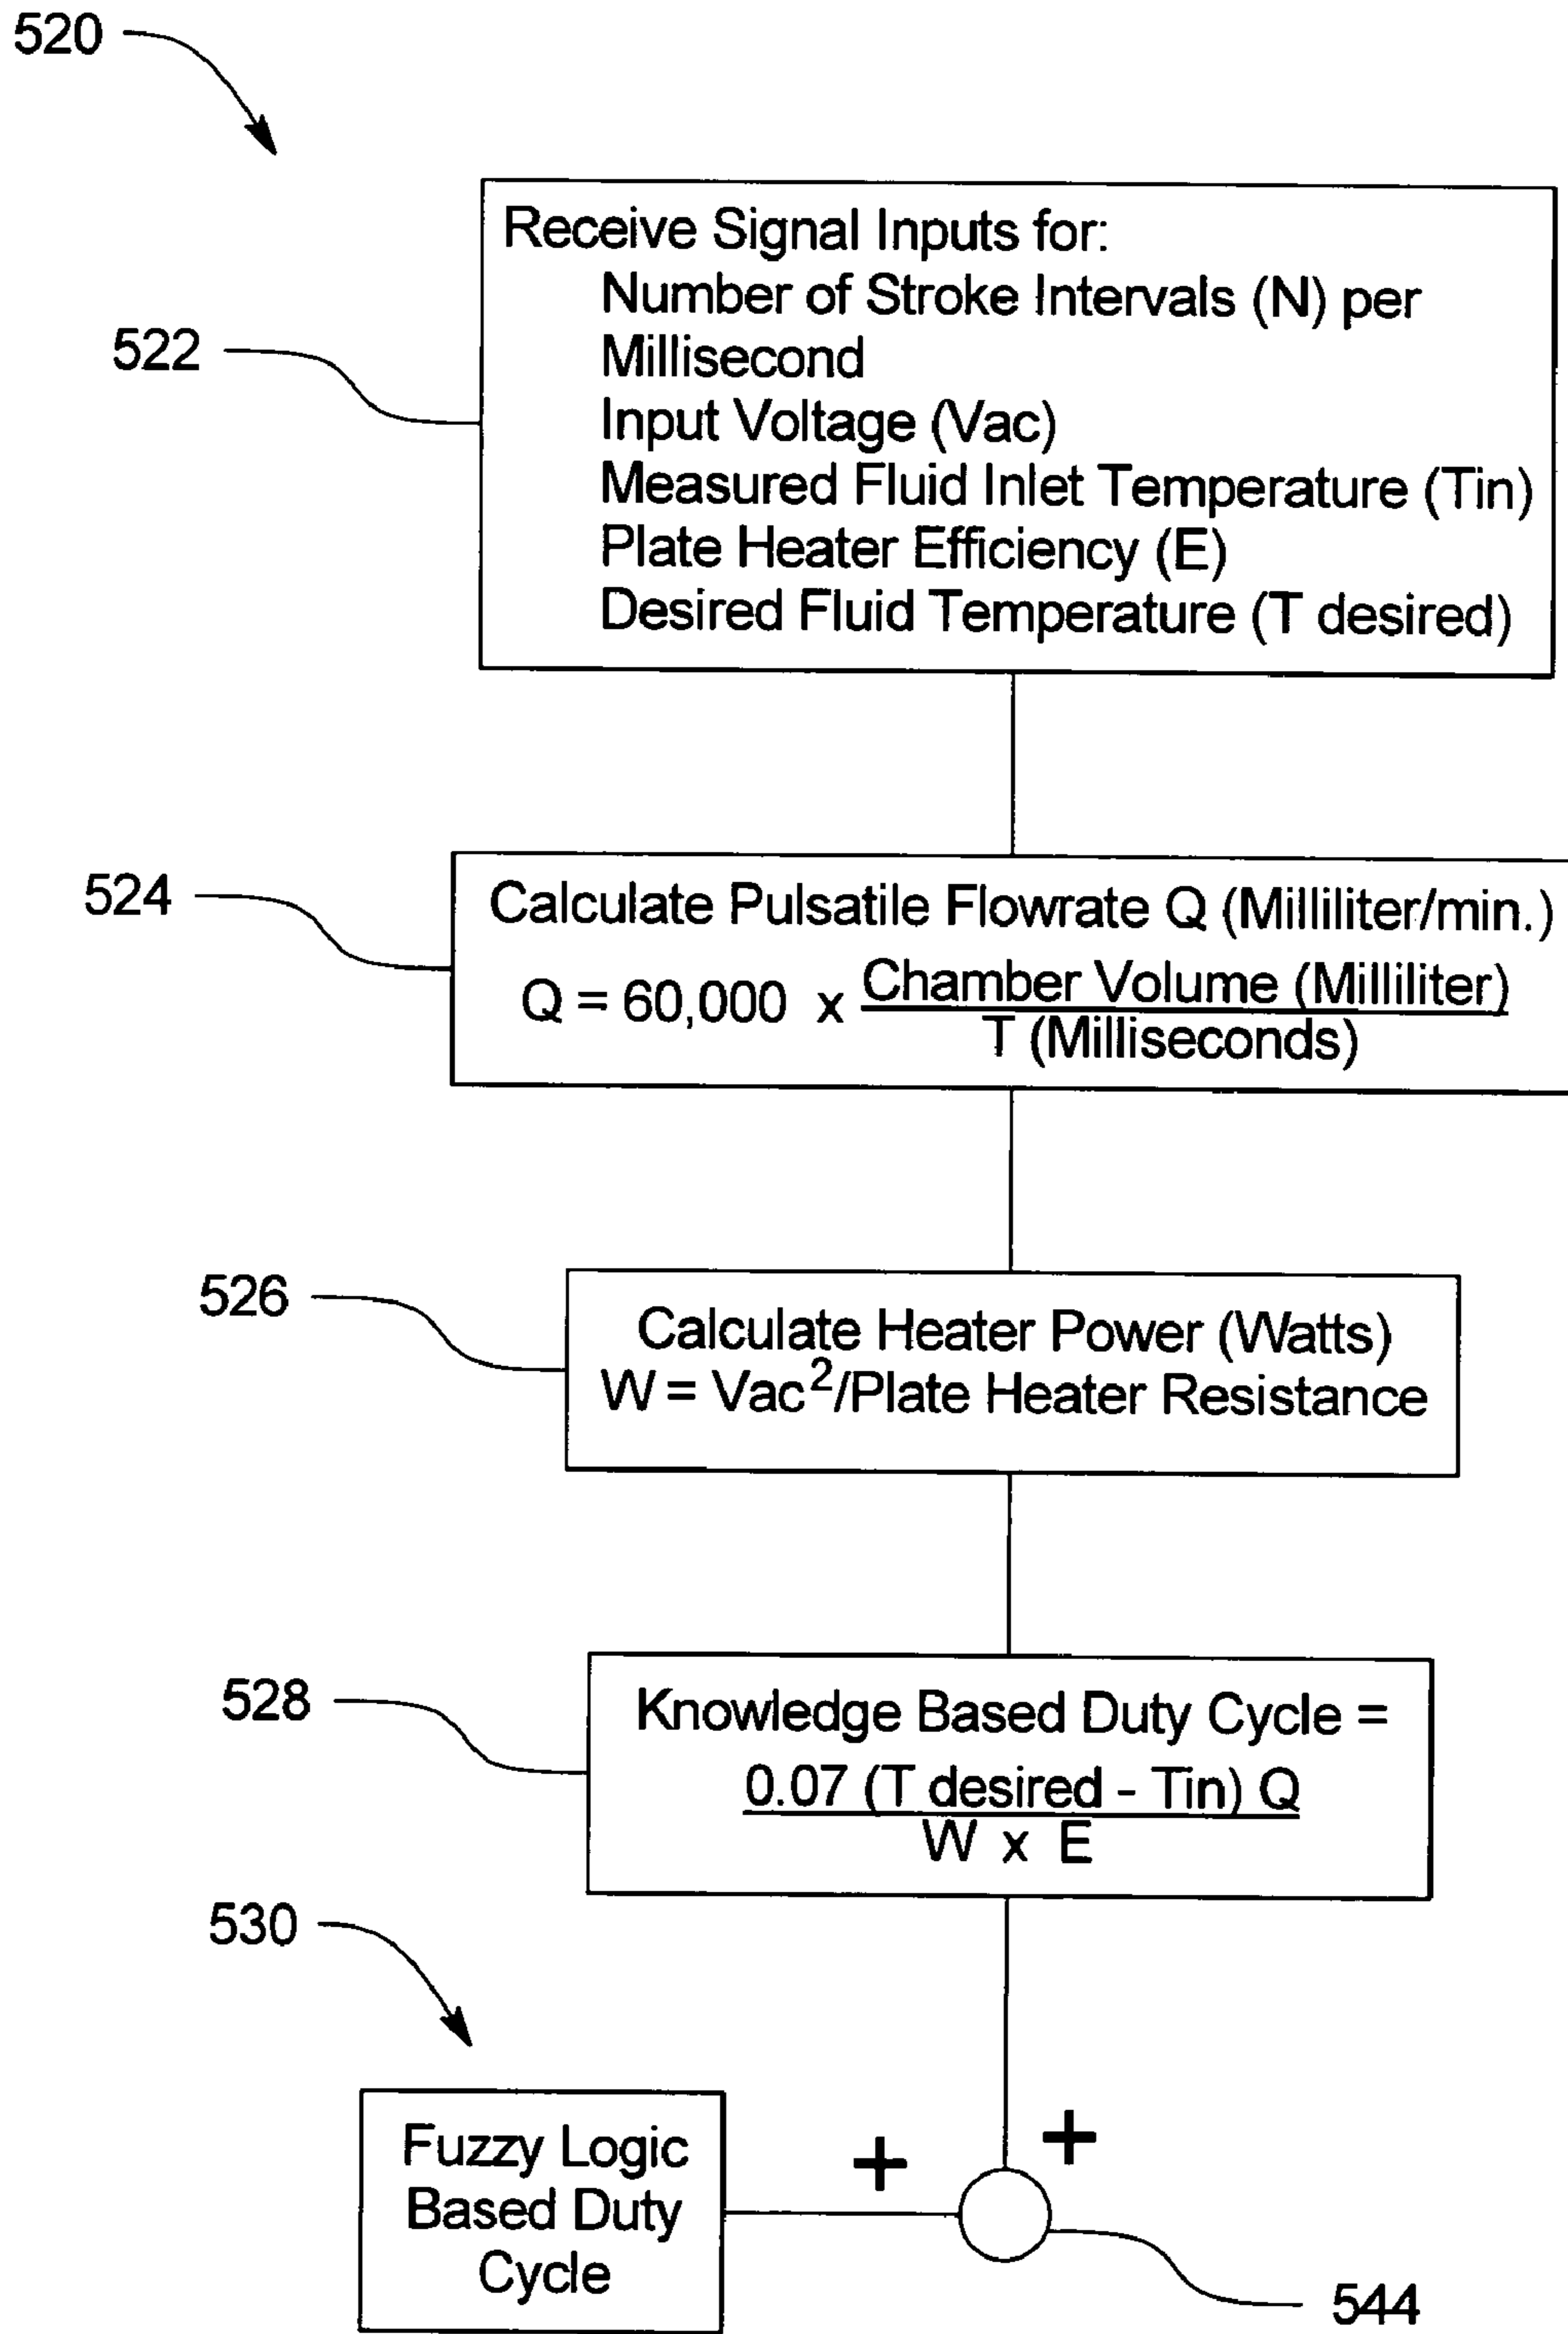 520
Receive Signal Inputs for:
Number of Stroke Intervals (N) per
Millisecond
Input Voltage (Vac)
Measured Fluid Inlet Temperature (Tin)
Plate Heater Efficiency (E)
Desired Fluid Temperature (T desired)
522
Calculate Pulsatile Flowrate Q (Milliliter/min.)
Q = 60,000 x Chamber Volume (Milliliter)
T (Milliseconds)
524
Calculate Heater Power (Watts)
W = Vac²/Plate Heater Resistance
526
Knowledge Based Duty Cycle =
0.07 (T desired - Tin) Q
W x E
528
530
Fuzzy Logic
Based Duty
Cycle
+
+
544